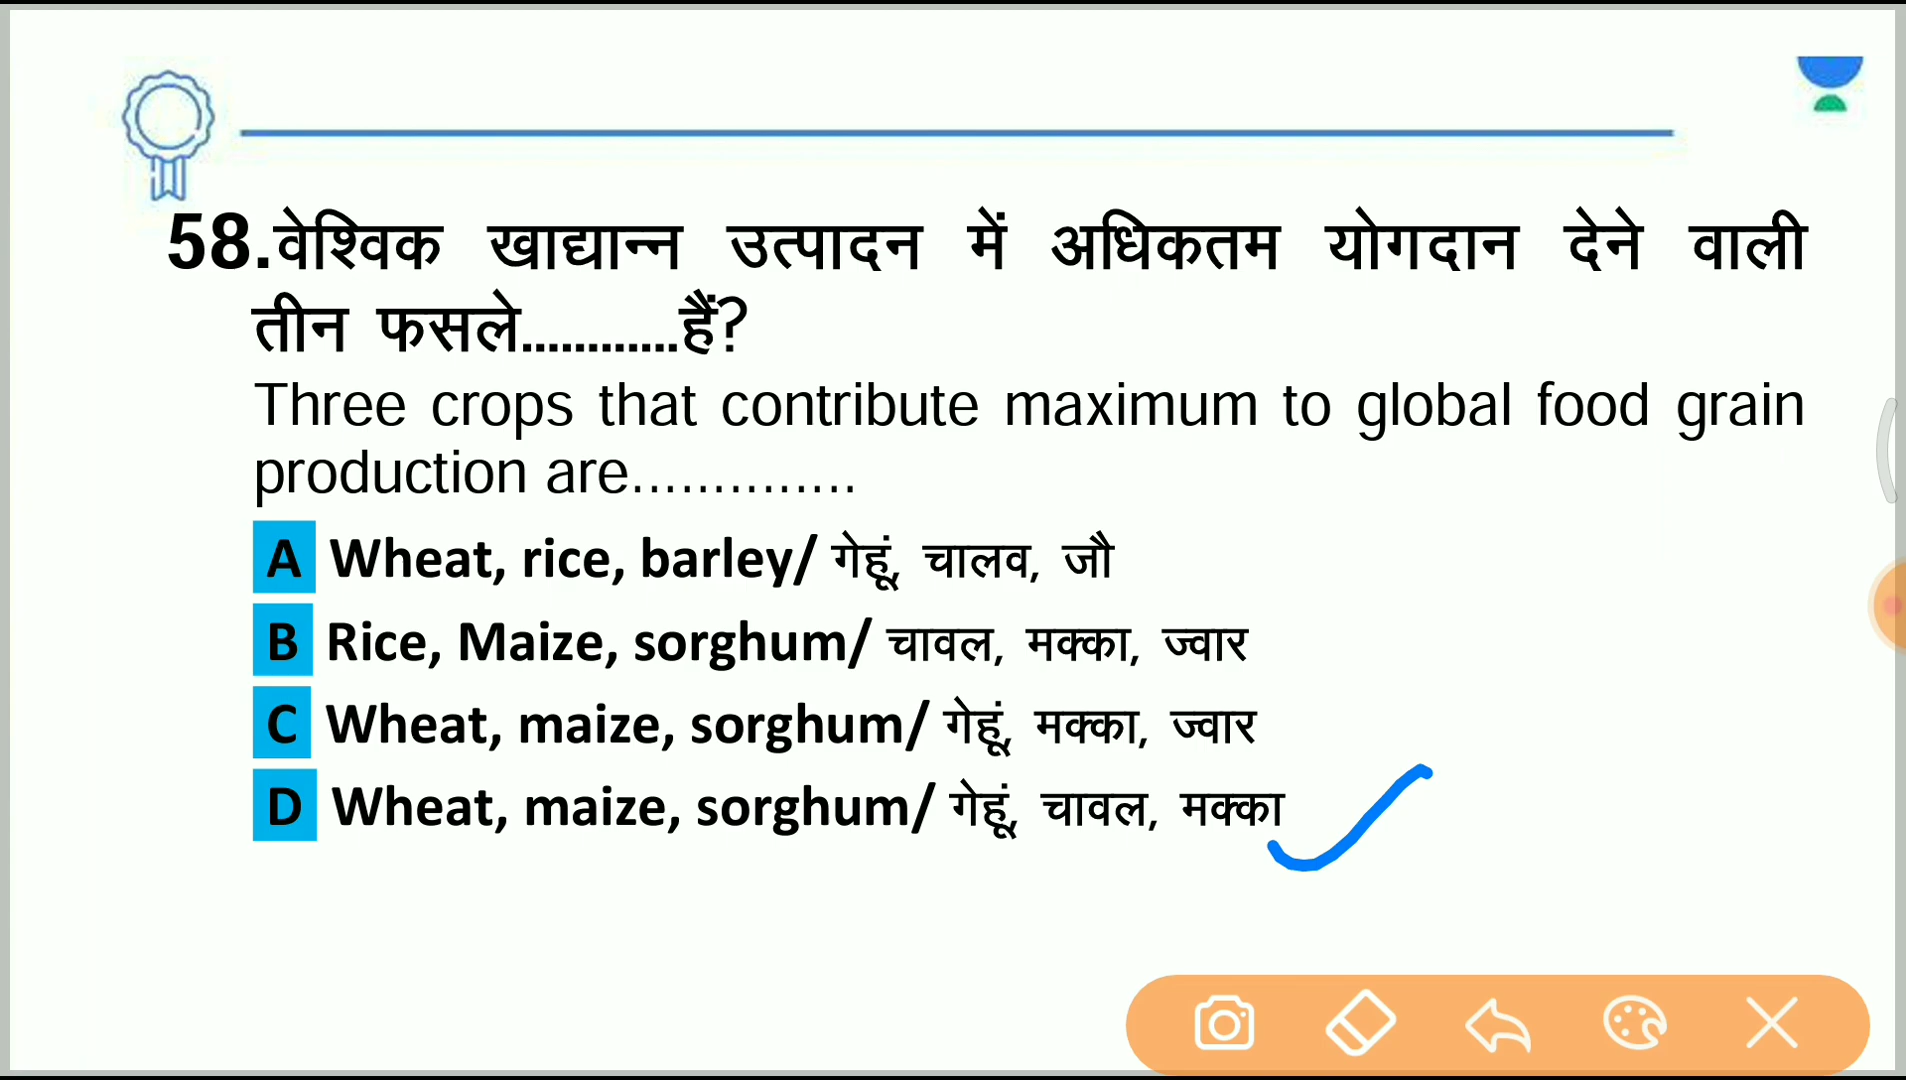 58.वेश्विक खाद्यान्न उत्पादन में अधिकतम योगदान देने वाली
तीन फसले............हैं?
Three crops that contribute maximum to global food grain
production are..............
A Wheat, rice, barley/ गेहूं, चालव, जौ
B Rice, Maize, sorghum/ चावल, मक्का, ज्वार
C Wheat, maize, sorghum/ गेहूं, मक्का, ज्वार
D Wheat, maize, sorghum/ गेहूं, चावल, मक्का